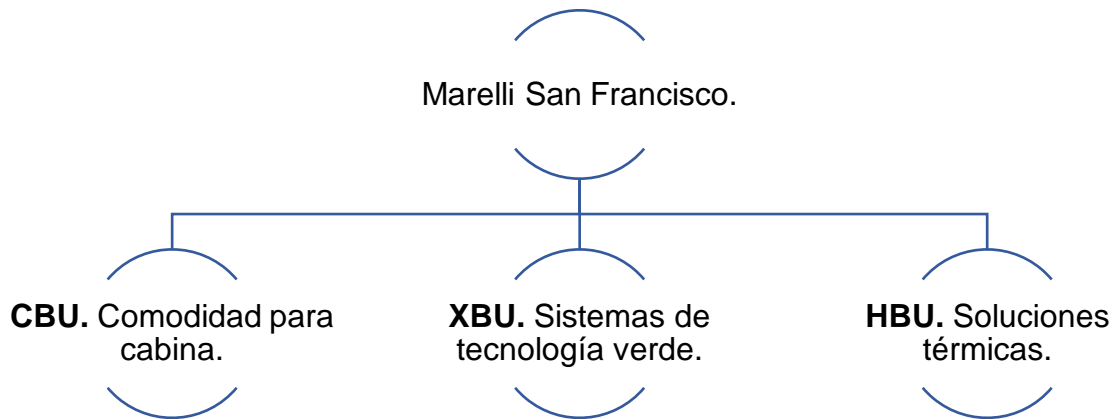 Marelli San Francisco.
CBU. Comodidad para
cabina.
XBU. Sistemas de
tecnología verde.
HBU. Soluciones
térmicas.